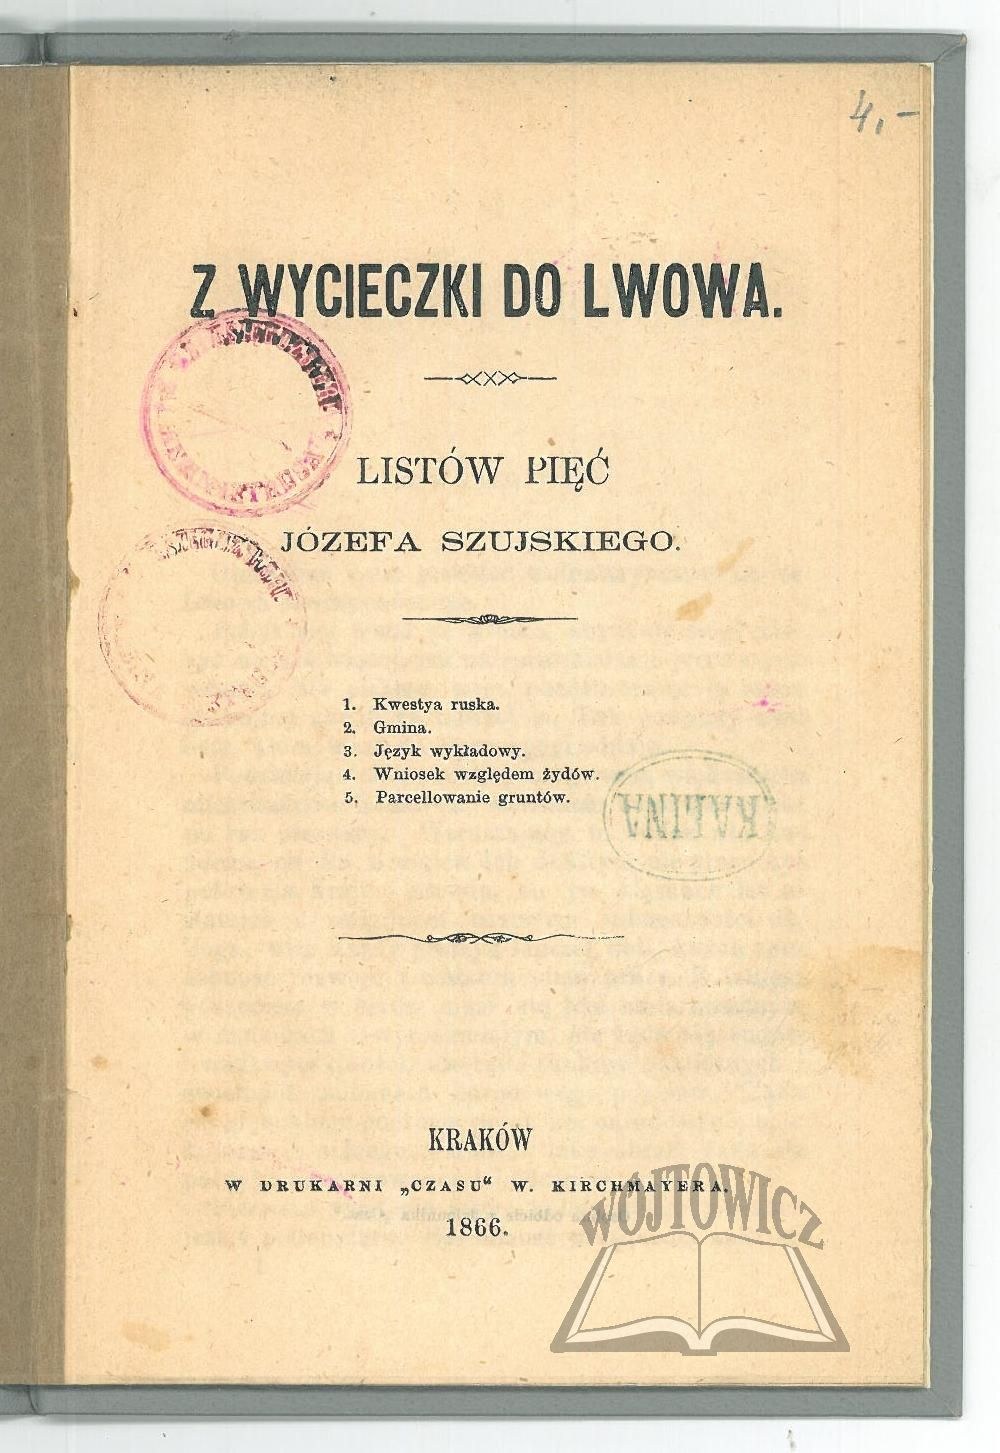 4,-
Z WYCIECZKI DO LWOWA.
LISTÓW PIĘĆ
JÓZEFA SZUJSKIEGO.
1. Kwestya ruska.
2. Gmina.
3. Język wykładowy.
4. Wniosek względem żydów.
5. Parcellowanie gruntów.
KALINA
KRAKÓW
W DRUKARNI „CZASU“ W. KIRCHMAYERA.
1866.
WÓJTOWICZ